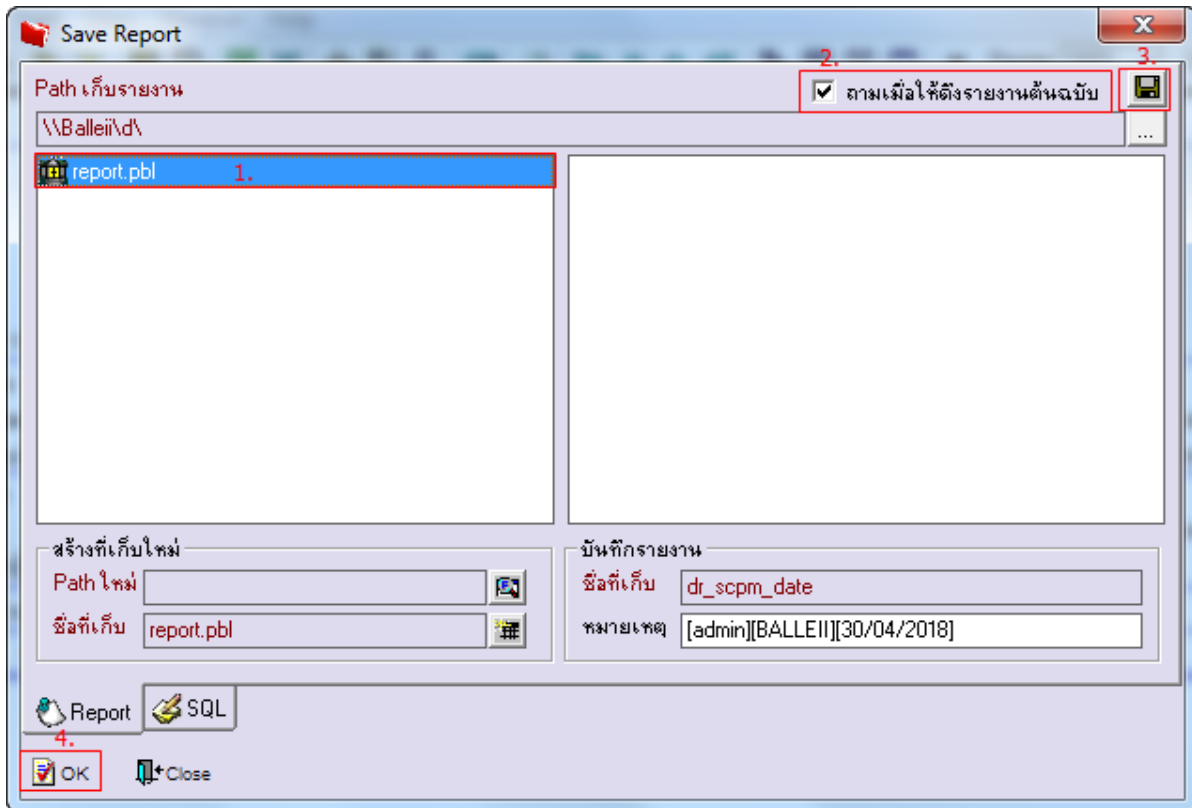 Save Report
X
2.
3.
Path เก็บรายงาน
ถามเมื่อให้ดึงรายงานต้นฉบับ
\\Balleii\d\
...
report.pbl
1.
สร้างที่เก็บใหม่
Path ใหม่
ชื่อที่เก็บ
report.pbl
บันทึกรายงาน
ชื่อที่เก็บ
dr_scpm_date
หมายเหตุ
[admin][BALLEII][30/04/2018]
Report
SQL
4.
OK
Close